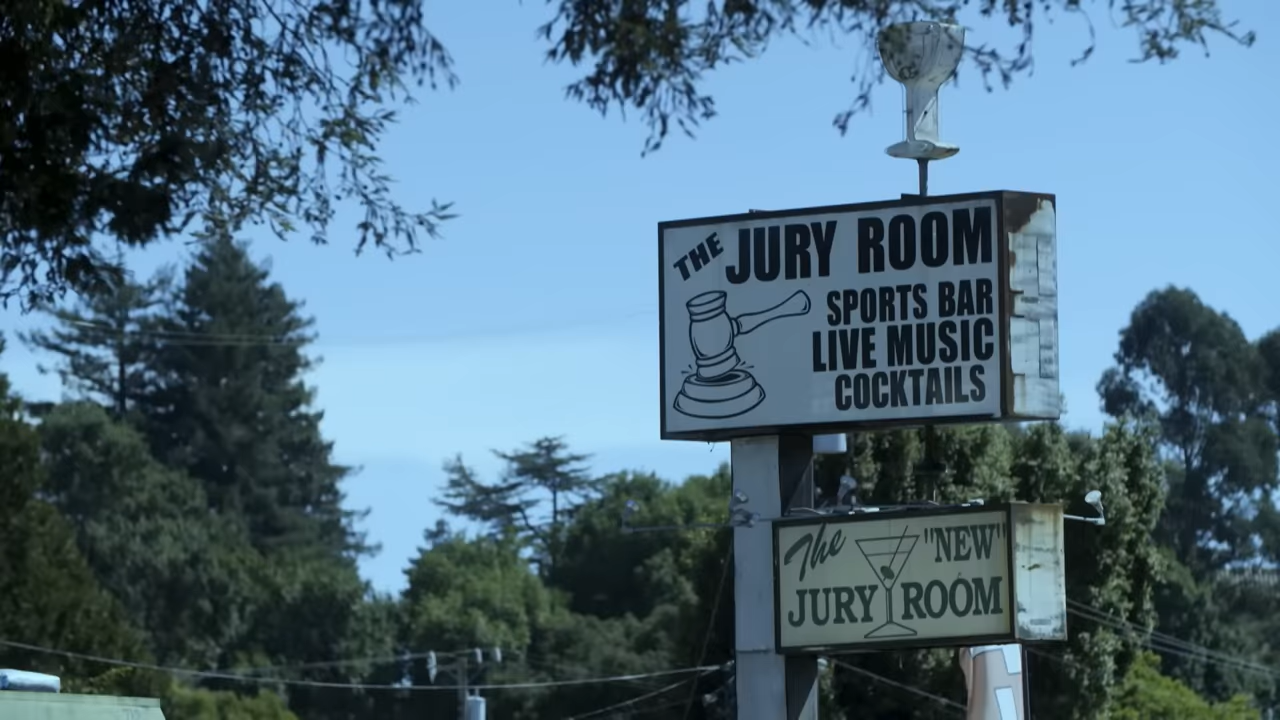 THE JURY ROOM
SPORTS BAR
LIVE MUSIC
COCKTAILS
The "NEW"
JURY ROOM